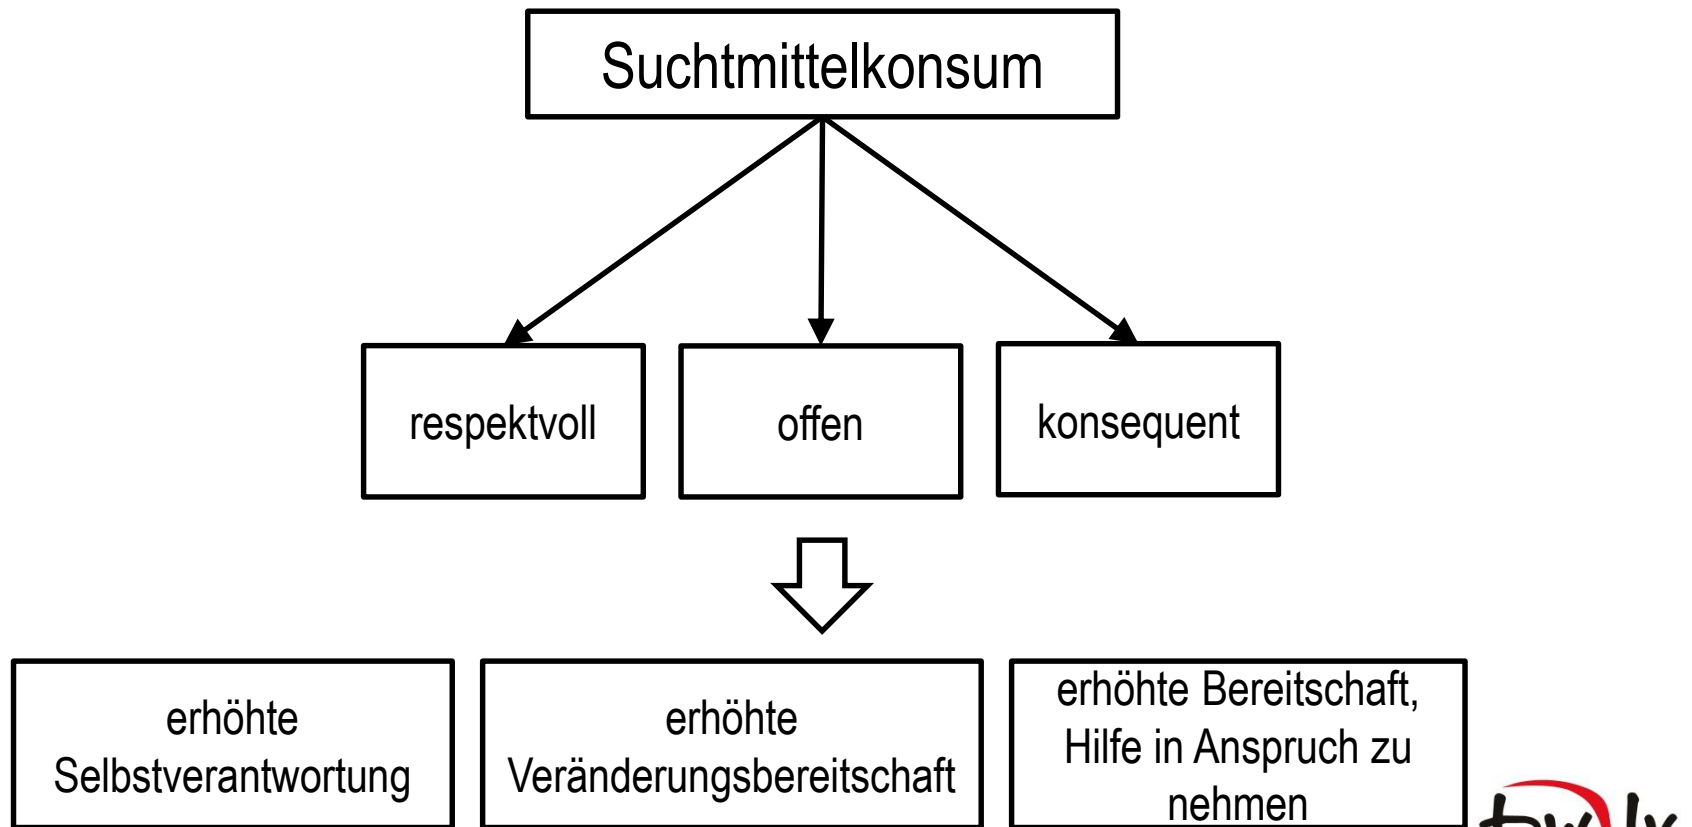 Suchtmittelkonsum
respektvoll
offen
konsequent
erhöhte
Selbstverantwortung
erhöhte
Veränderungsbereitschaft
erhöhte Bereitschaft,
Hilfe in Anspruch zu
nehmen